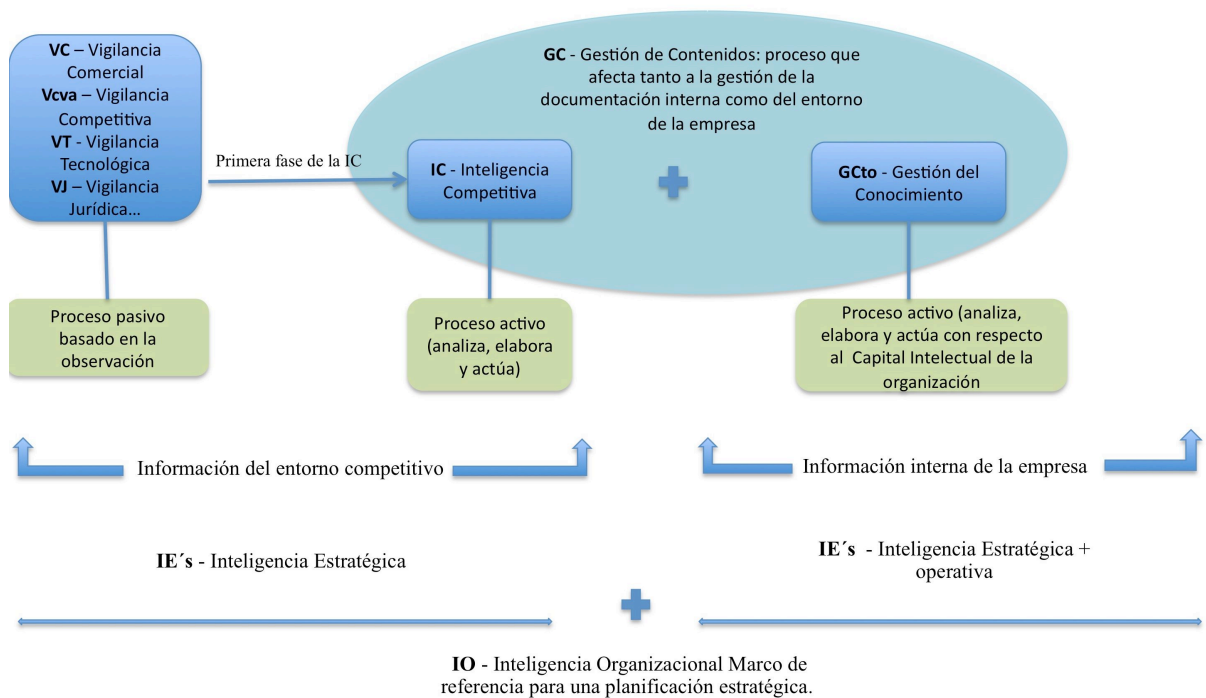 VC – Vigilancia
Comercial
Vcva – Vigilancia
Competitiva
VT - Vigilancia
Tecnológica
VJ – Vigilancia
Jurídica...
Primera fase de la IC
GC - Gestión de Contenidos: proceso que
afecta tanto a la gestión de la
documentación interna como del entorno
de la empresa
IC - Inteligencia
Competitiva
GCto - Gestión del
Conocimiento
Proceso pasivo
basado en la
observación
Proceso activo
(analiza, elabora
y actúa)
Proceso activo (analiza,
elabora y actúa con respecto
al Capital Intelectual de la
organización
Información del entorno competitivo
Información interna de la empresa
IE´s - Inteligencia Estratégica
IE´s - Inteligencia Estratégica +
operativa
IO - Inteligencia Organizacional Marco de
referencia para una planificación estratégica.